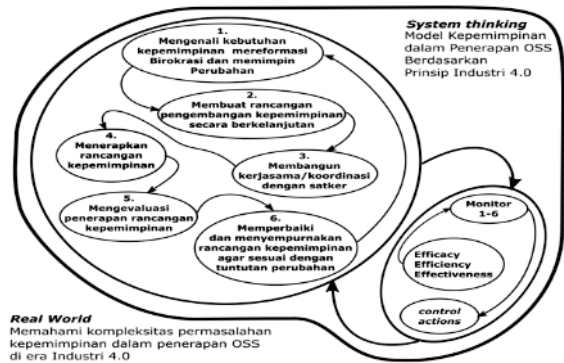 System thinking
Model Kepemimpinan
dalam Penerapan OSS
Berdasarkan
Prinsip Industri 4.0
1.
Mengenali kebutuhan
kepemimpinan mereformasi
Birokrasi dan memimpin
Perubahan
2.
Membuat rancangan
pengembangan kepemimpinan
secara berkelanjutan
3.
Membangun
kerjasama/koordinasi
dengan satker
4.
Menerapkan
rancangan
kepemimpinan
5.
Mengevaluasi
penerapan rancangan
kepemimpinan
6.
Memperbaiki
dan menyempurnakan
rancangan kepemimpinan
agar sesuai dengan
tuntutan perubahan
Monitor
1-6
Efficacy
Efficiency
Effectiveness
control
actions
Real World
Memahami kompleksitas permasalahan
kepemimpinan dalam penerapan OSS
di era Industri 4.0